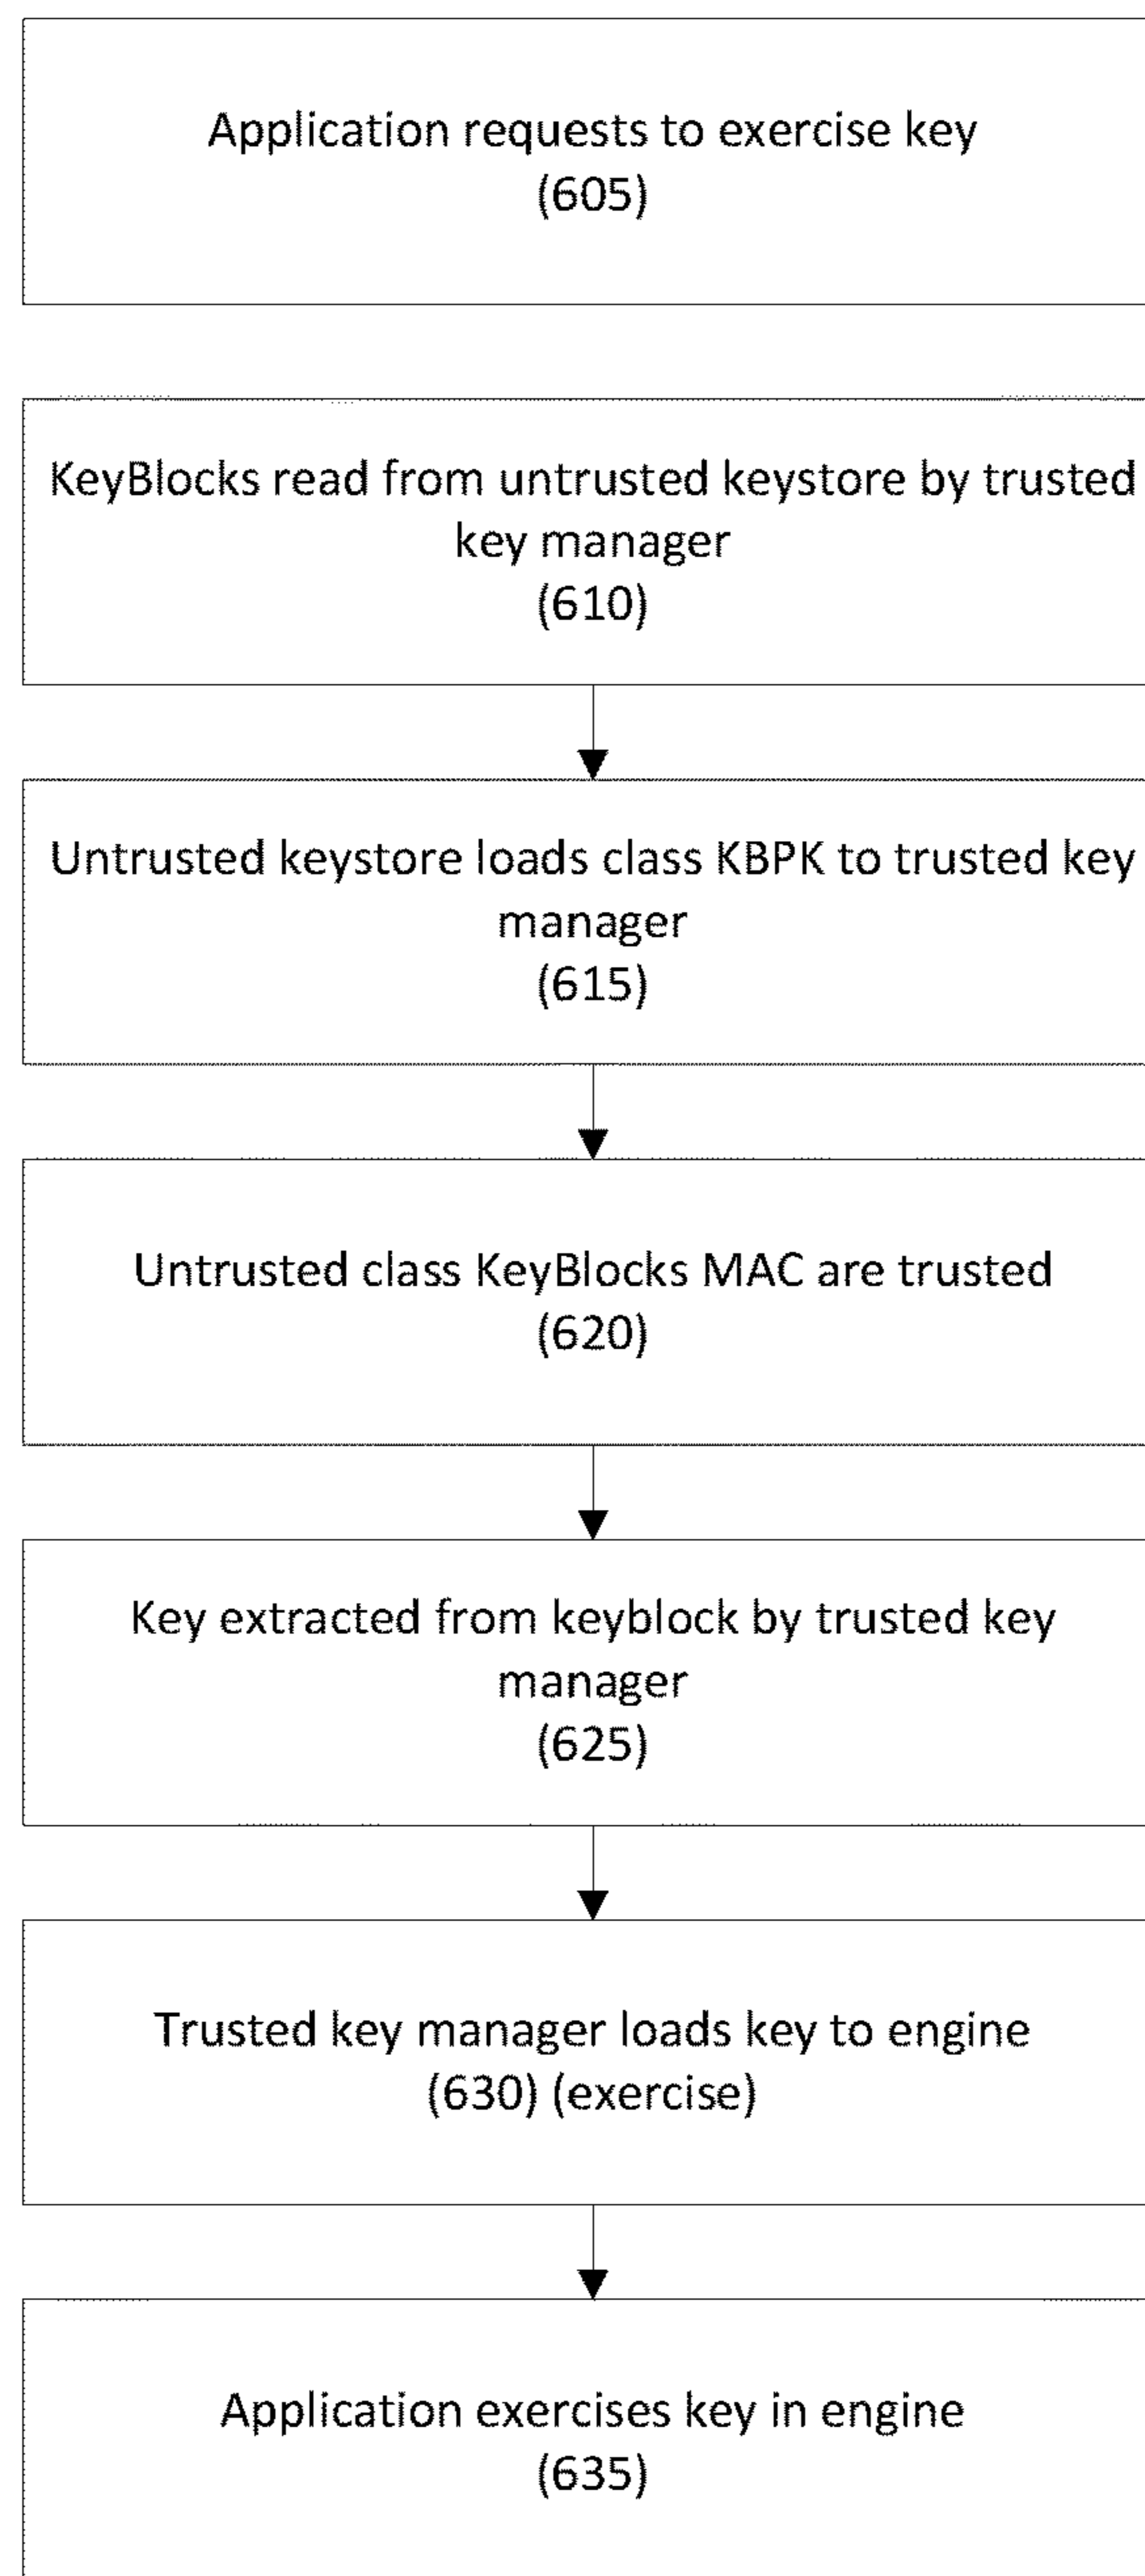 Application requests to exercise key
(605)
KeyBlocks read from untrusted keystore by trusted
key manager
(610)
Untrusted keystore loads class KBPK to trusted key
manager
(615)
Untrusted class KeyBlocks MAC are trusted
(620)
Key extracted from keyblock by trusted key
manager
(625)
Trusted key manager loads key to engine
(630) (exercise)
Application exercises key in engine
(635)